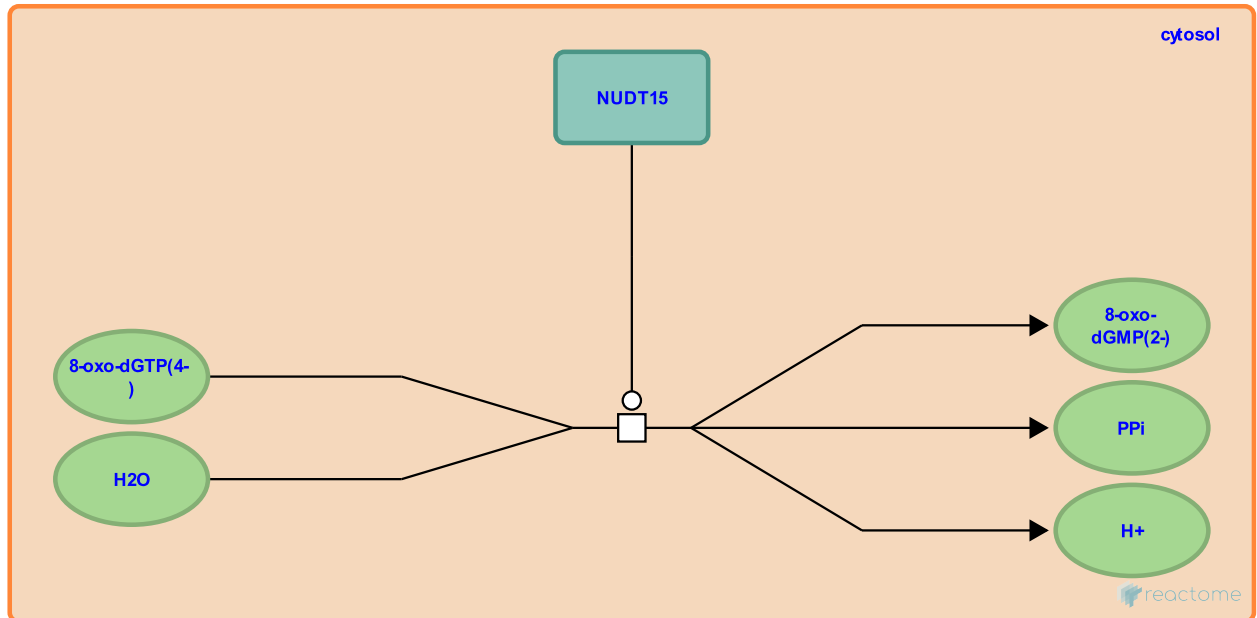 cytosol
NUDT15
8-oxo-dGTP(4-
)
H2O
8-oxo-
dGMP(2-)
PPi
H+
reactome